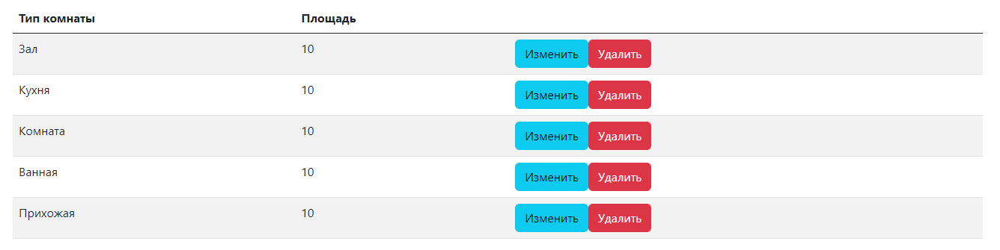 Тип комнаты Площадь
Зал 10 Изменить Удалить
Кухня 10 Изменить Удалить
Комната 10 Изменить Удалить
Ванная 10 Изменить Удалить
Прихожая 10 Изменить Удалить